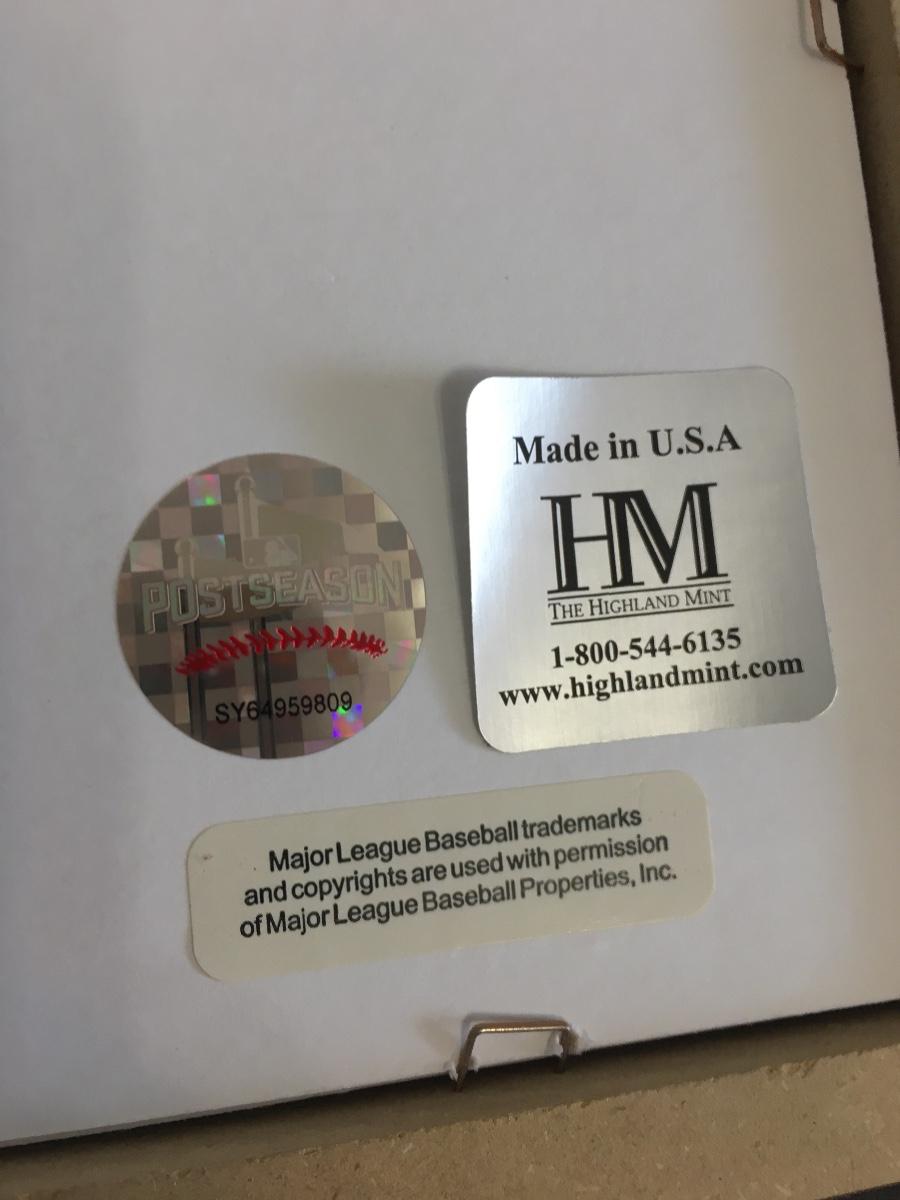 POSTSEASON
SY64959809
Made in U.S.A
HM
THE HIGHLAND MINT
1-800-544-6135
www.highlandmint.com
Major League Baseball trademarks
and copyrights are used with permission
of Major League Baseball Properties, Inc.